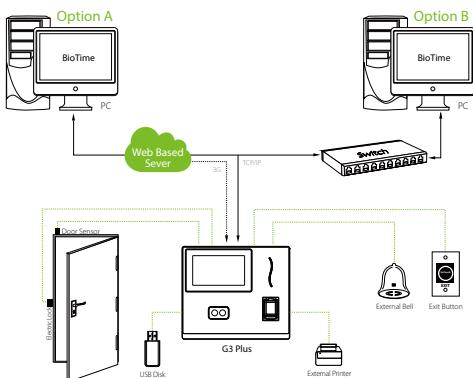 Option A
Option B
BioTime
BioTime
PC
PC
Web Based
Sever
Switch
3G
TCP/IP
Door Sensor
Electric Lock
EXIT
External Bell
Exit Button
G3 Plus
USB Disk
External Printer